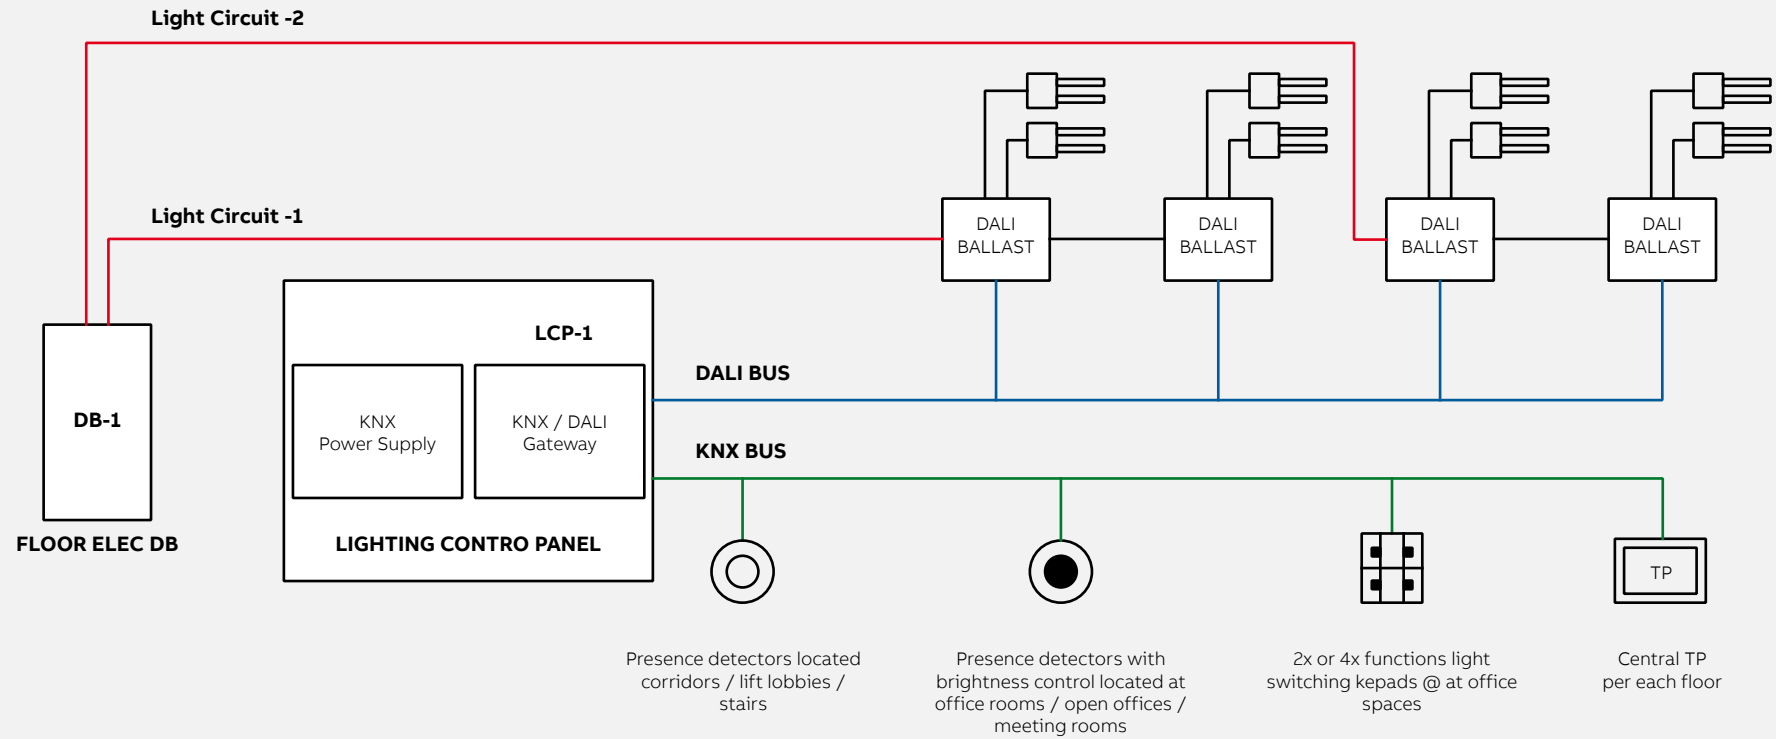 Light Circuit -2
Light Circuit -1
DALI
BALLAST
DALI
BALLAST
DALI
BALLAST
DALI
BALLAST
LCP-1
DALI BUS
DB-1
KNX
Power Supply
KNX / DALI
Gateway
KNX BUS
FLOOR ELEC DB
LIGHTING CONTRO PANEL
TP
Presence detectors located
corridors / lift lobbies /
stairs
Presence detectors with
brightness control located at
office rooms / open offices /
meeting rooms
2x or 4x functions light
switching kepads @ at office
spaces
Central TP
per each floor